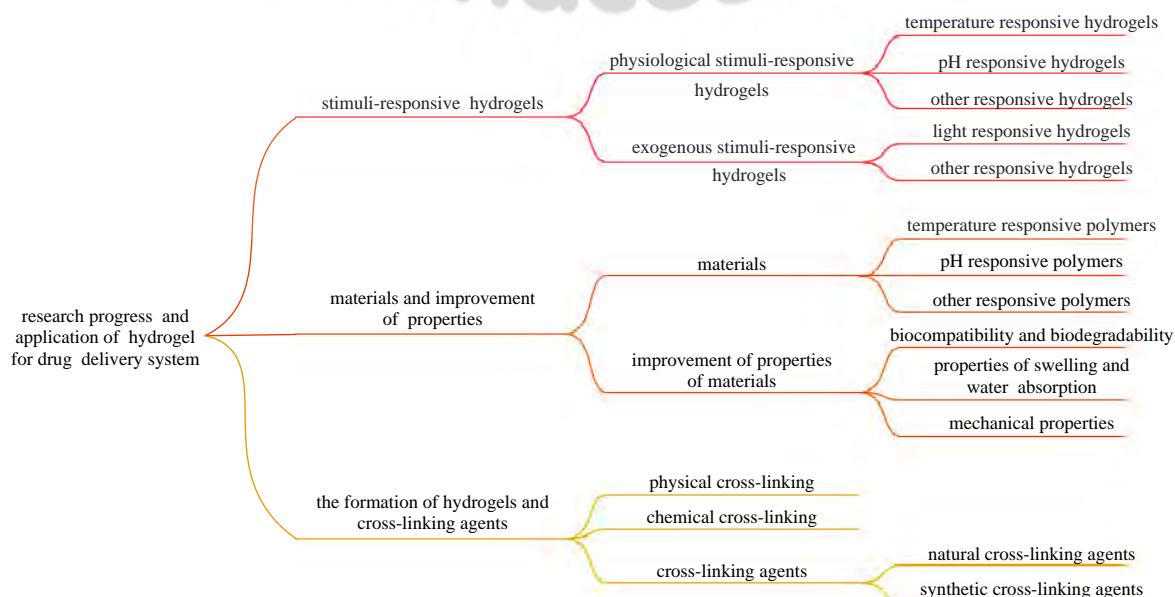 research progress and
application of hydrogel
for drug delivery system
stimuli-responsive hydrogels
physiological stimuli-responsive
hydrogels
temperature responsive hydrogels
pH responsive hydrogels
other responsive hydrogels
exogenous stimuli-responsive
hydrogels
light responsive hydrogels
other responsive hydrogels
materials and improvement
of properties
materials
temperature responsive polymers
pH responsive polymers
other responsive polymers
improvement of properties
of materials
biocompatibility and biodegradability
properties of swelling and
water absorption
mechanical properties
the formation of hydrogels and
cross-linking agents
physical cross-linking
chemical cross-linking
cross-linking agents
natural cross-linking agents
synthetic cross-linking agents